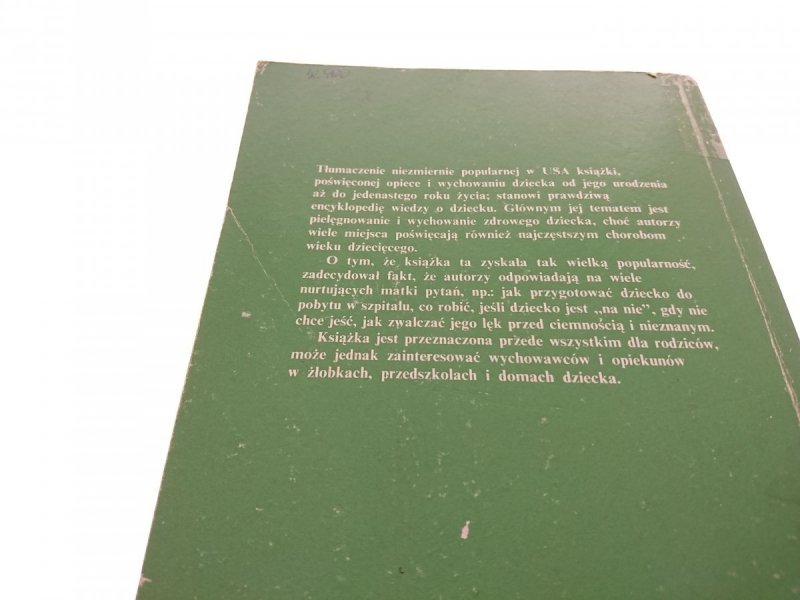 Tłumaczenie niezmiernie popularnej w USA książki,
poświęconej opiece i wychowaniu dziecka od jego urodzenia
aż do jedenastego roku życia; stanowi prawdziwą
encyklopedię wiedzy o dziecku. Głównym jej tematem jest
pielęgnowanie i wychowanie zdrowego dziecka, choć autorzy
wiele miejsca poświęcają również najczęstszym chorobom
wieku dziecięcego.
O tym, że książka ta zyskała tak wielką popularność,
zadecydował fakt, że autorzy odpowiadają na wiele
nurtujących matki pytań, np.: jak przygotować dziecko do
pobytu w szpitalu, co robić, jeśli dziecko jest „na nie”, gdy nie
chce jeść, jak zwalczać jego lęk przed ciemnością i nieznanym.
Książka jest przeznaczona przede wszystkim dla rodziców,
może jednak zainteresować wychowawców i opiekunów
w żłobkach, przedszkolach i domach dziecka.